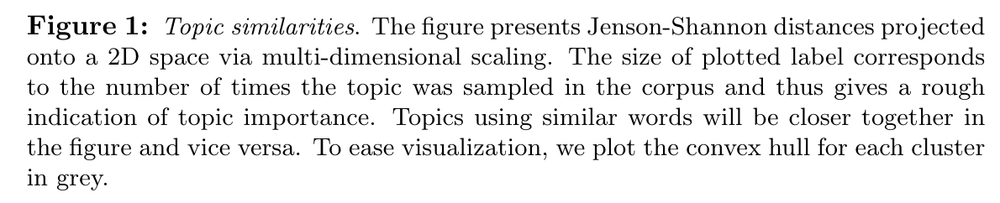 Figure 1: Topic similarities. The figure presents Jenson-Shannon distances projected
onto a 2D space via multi-dimensional scaling. The size of plotted label corresponds
to the number of times the topic was sampled in the corpus and thus gives a rough
indication of topic importance. Topics using similar words will be closer together in
the figure and vice versa. To ease visualization, we plot the convex hull for each cluster
in grey.